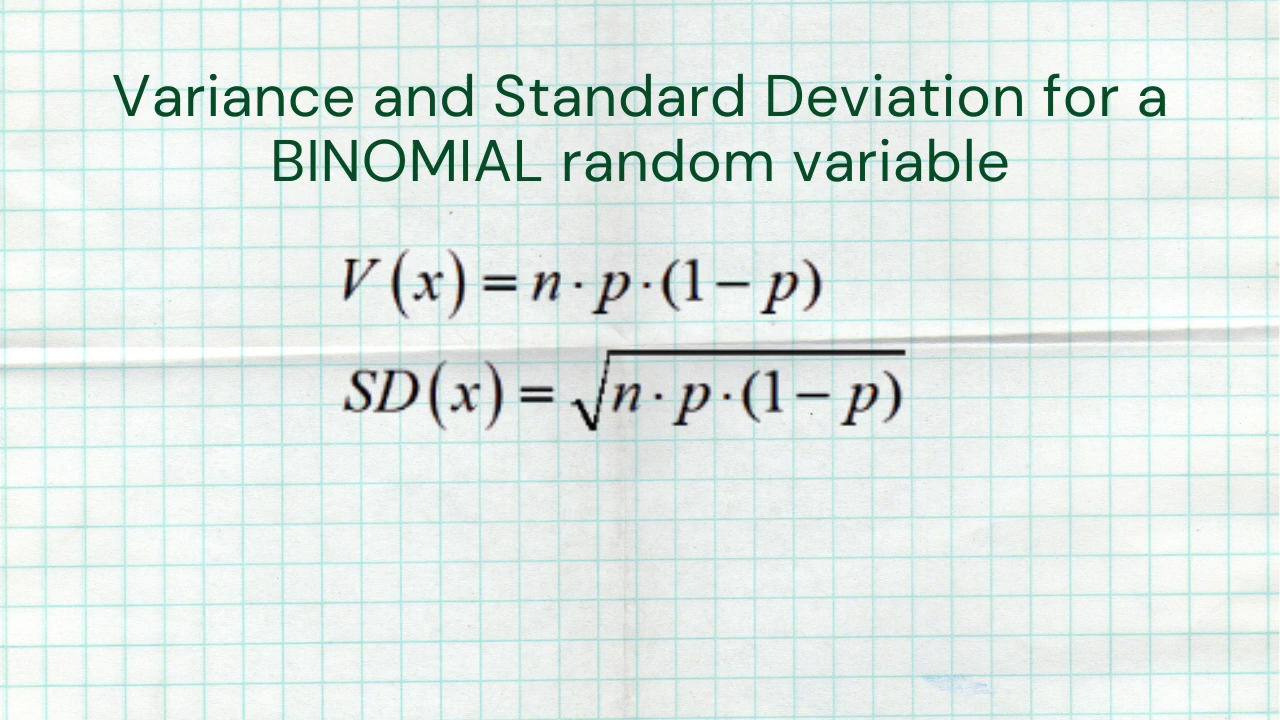 Variance and Standard Deviation for a
BINOMIAL random variable
V(x) = n · p · (1 − p)
SD(x) = √n · p · (1 − p)